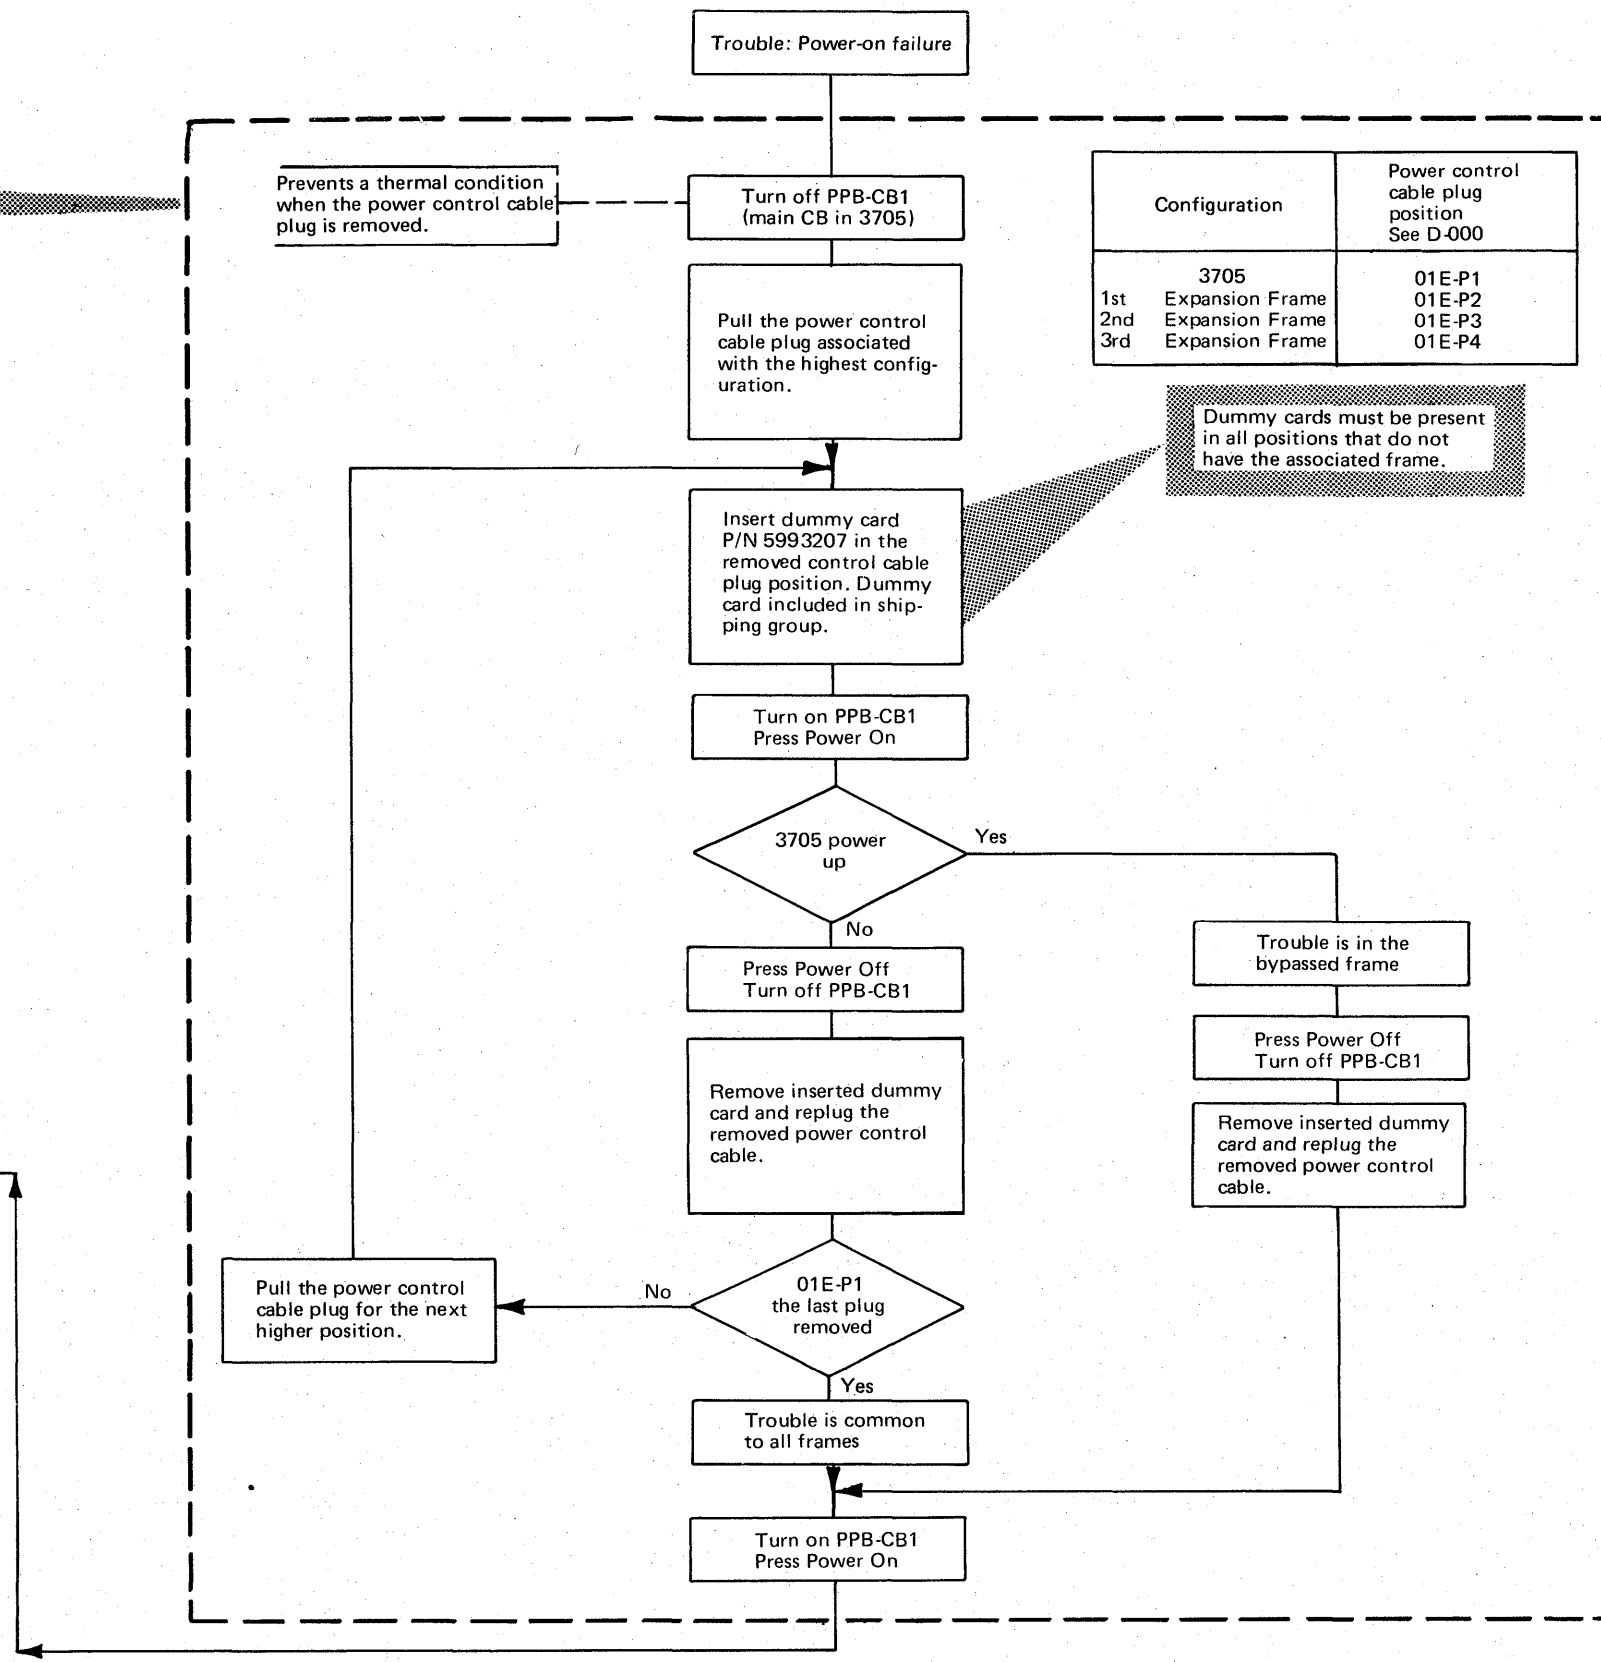 Trouble: Power-on failure
Prevents a thermal condition
when the power control cable
plug is removed.
Turn off PPB-CB1
(main CB in 3705)
Configuration
Power control
cable plug
position
See D-000
3705 01E-P1
1st Expansion Frame 01E-P2
2nd Expansion Frame 01E-P3
3rd Expansion Frame 01E-P4
Pull the power control
cable plug associated
with the highest config-
uration.
Dummy cards must be present
in all positions that do not
have the associated frame.
Insert dummy card
P/N 5993207 in the
removed control cable
plug position. Dummy
card included in ship-
ping group.
Turn on PPB-CB1
Press Power On
3705 power
up
Yes
No
Trouble is in the
bypassed frame
Press Power Off
Turn off PPB-CB1
Press Power Off
Turn off PPB-CB1
Remove inserted dummy
card and replug the
removed power control
cable.
Remove inserted dummy
card and replug the
removed power control
cable.
01E-P1
the last plug
removed
No
Pull the power control
cable plug for the next
higher position.
Yes
Trouble is common
to all frames
Turn on PPB-CB1
Press Power On